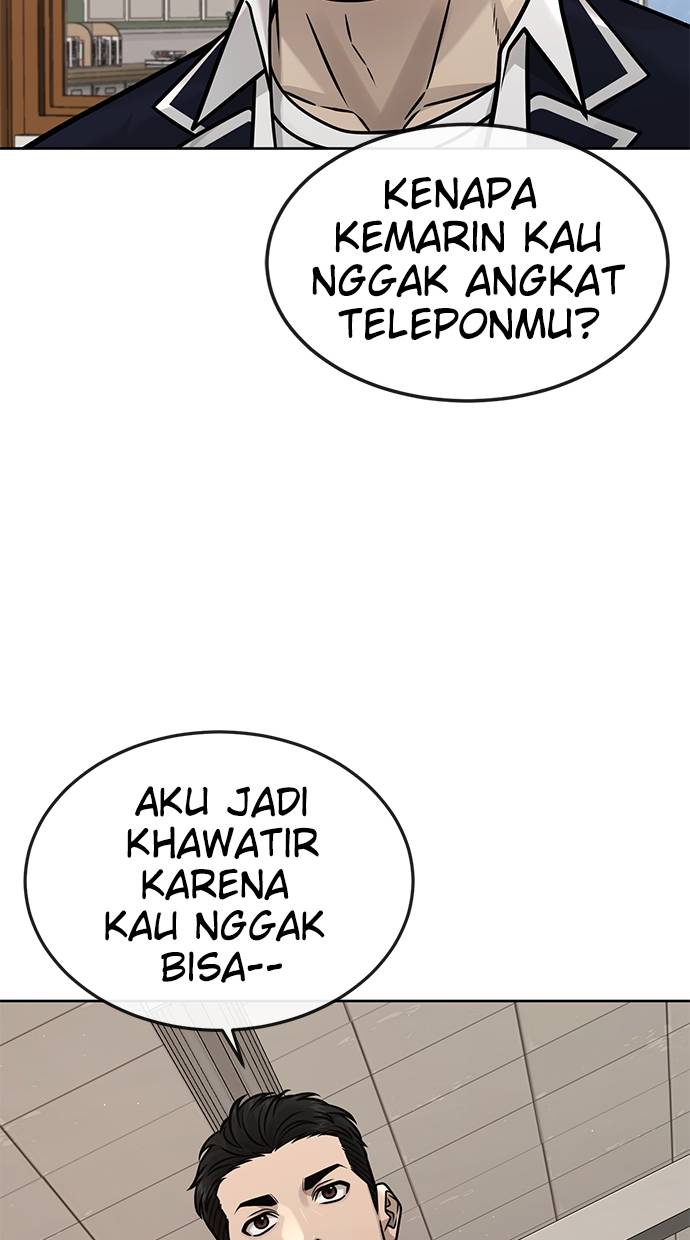 KENAPA
KEMARIN KAU
NGGAK ANGKAT
TELEPONMU?
AKU JADI
KHAWATIR
KARENA
KAU NGGAK
BISA--